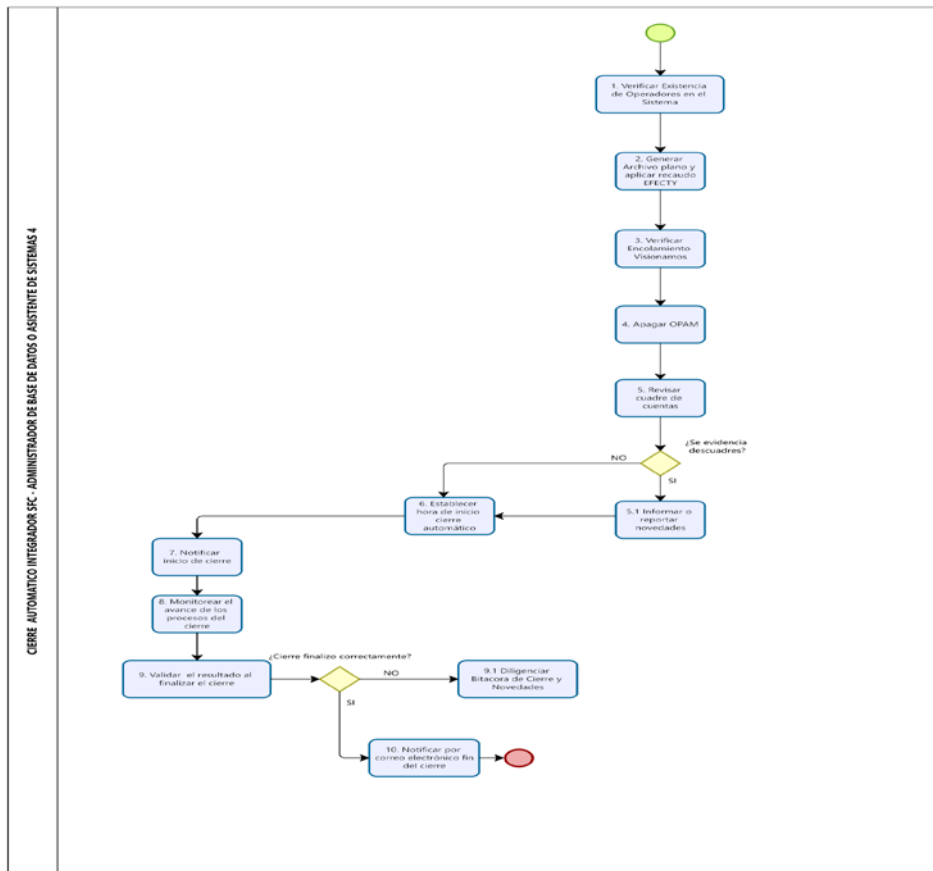 CIERRE AUTOMATICO INTEGRADOR SFC - ADMINISTRADOR DE BASE DE DATOS O ASISTENTE DE SISTEMAS 4
1. Verificar Existencia
de Operadores en el
Sistema
2. Generar
Archivo plano y
aplicar recaudo
EFECTY
3. Verificar
Encolamiento
Visionamos
4. Apagar OPAM
5. Revisar
cuadre de
cuentas
¿Se evidencia
descuadres?
NO
SI
5.1 Informar o
reportar
novedades
6. Establecer
hora de inicio
cierre
automático
7. Notificar
inicio de cierre
8. Monitorear el
avance de los
procesos del
cierre
9. Validar el resultado al
finalizar el cierre
¿Cierre finalizo correctamente?
NO
SI
9.1 Diligenciar
Bitacora de Cierre y
Novedades
10. Notificar por
correo electrónico fin
del cierre